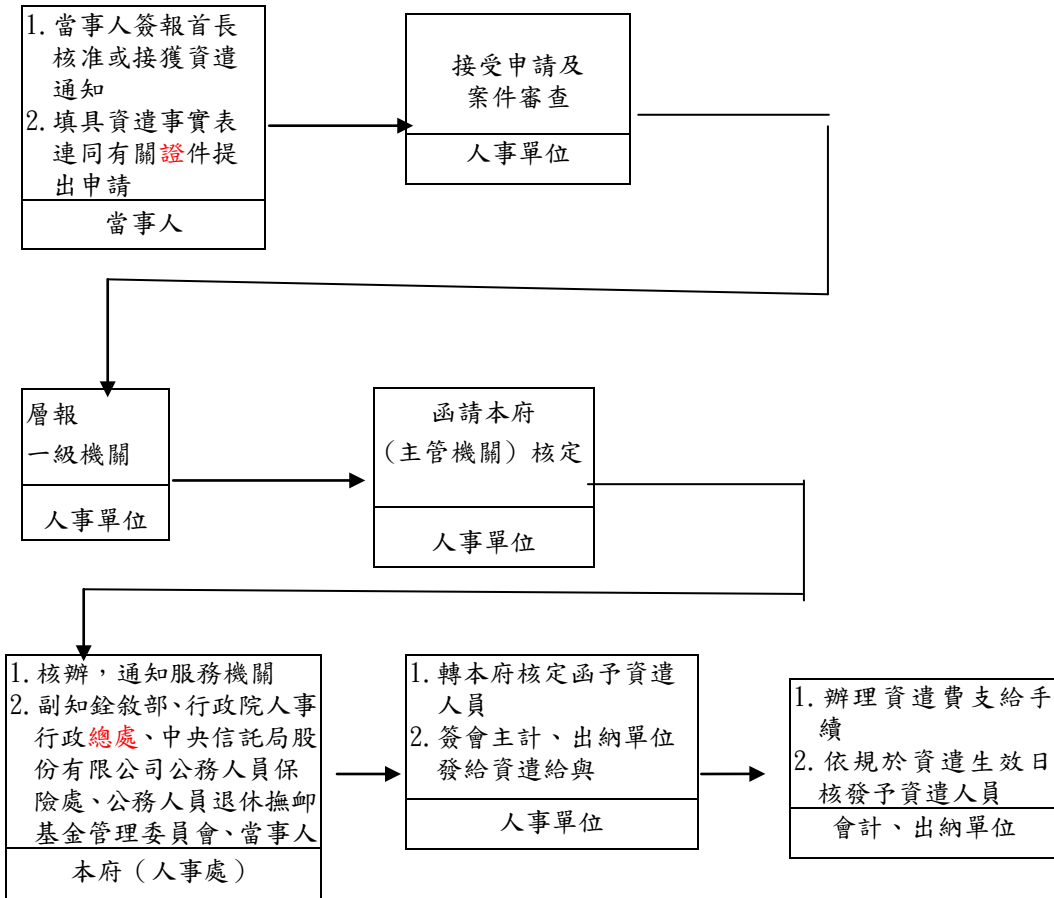 1. 當事人簽報首長
核准或接獲資遣
通知
2. 填具資遣事實表
連同有關證件提
出申請
當事人
接受申請及
案件審查
人事單位
層報
一級機關
人事單位
函請本府
(主管機關) 核定
人事單位
1. 核辦，通知服務機關
2. 副知銓敘部、行政院人事
行政總處、中央信託局股
份有限公司公務人員保
險處、公務人員退休撫卹
基金管理委員會、當事人
本府（人事處）
1. 轉本府核定函予資遣
人員
2. 簽會主計、出納單位
發給資遣給與
人事單位
1. 辦理資遣費支給手
續
2. 依規於資遣生效日
核發予資遣人員
會計、出納單位